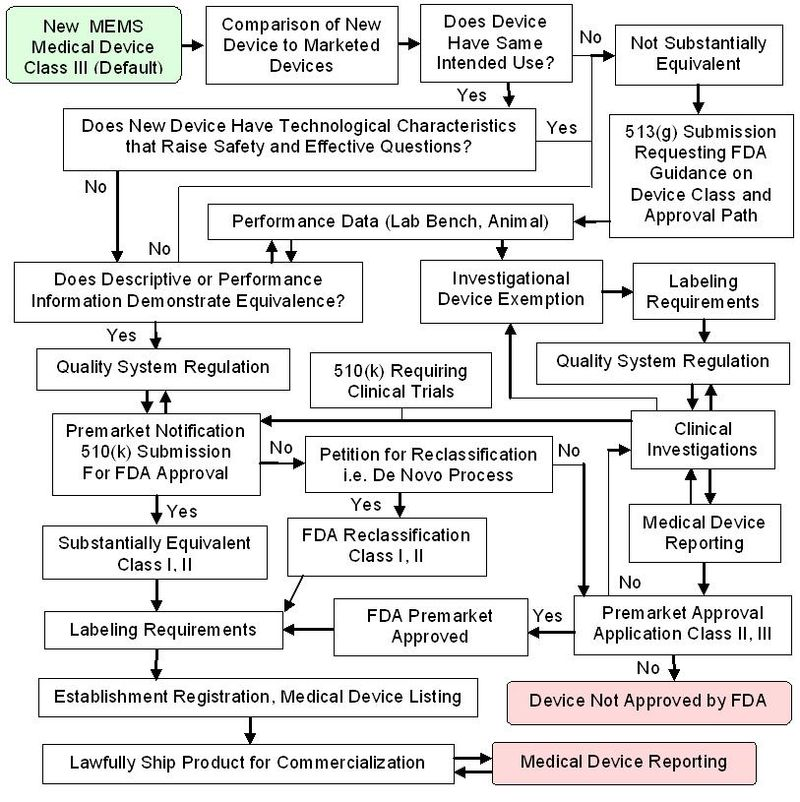 New MEMS
Medical Device
Class III (Default)
Comparison of New
Device to Marketed
Devices
Does Device
Have Same
Intended Use?
No
Not Substantially
Equivalent
Yes
Does New Device Have Technological Characteristics
that Raise Safety and Effective Questions?
Yes
513(g) Submission
Requesting FDA
Guidance on
Device Class and
Approval Path
No
Performance Data (Lab Bench, Animal)
No
Does Descriptive or Performance
Information Demonstrate Equivalence?
Investigational
Device Exemption
Labeling
Requirements
Yes
Quality System Regulation
510(k) Requiring
Clinical Trials
Quality System Regulation
Premarket Notification
510(k) Submission
For FDA Approval
No
Petition for Reclassification
i.e. De Novo Process
No
Clinical
Investigations
Yes
Yes
Substantially Equivalent
Class I, II
FDA Reclassification
Class I, II
Medical Device
Reporting
No
Labeling Requirements
FDA Premarket
Approved
Yes
Premarket Approval
Application Class II, III
No
Establishment Registration, Medical Device Listing
Device Not Approved by FDA
Lawfully Ship Product for Commercialization
Medical Device Reporting